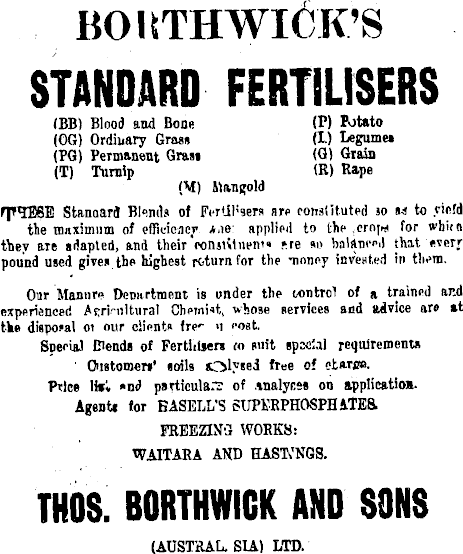 BORTHWICK'S
STANDARD FERTILISERS
(BB) Blood and Bone (P) Potato
(OG) Ordinary Grass (L) Legumes
(PG) Permanent Grass (G) Grain
(T) Turnip (R) Rape
(M) Mangold
THESE Standard Blends of Fertilisers are constituted so as to yield
the maximum of efficiency when applied to the crops for which
they are adapted, and their constituents are so balanced that every
pound used gives the highest return for the money invested in them.
Our Manure Department is under the control of a trained and
experienced Agricultural Chemist, whose services and advice are at
the disposal of our clients free of cost.
Special Blends of Fertilisers to suit special requirements
Customers' soils analysed free of charge.
Price list and particulars of analyses on application.
Agents for BASELL'S SUPERPHOSPHATES.
FREEZING WORKS:
WAITARA AND HASTINGS.
THOS. BORTHWICK AND SONS
(AUSTRALASIA) LTD.